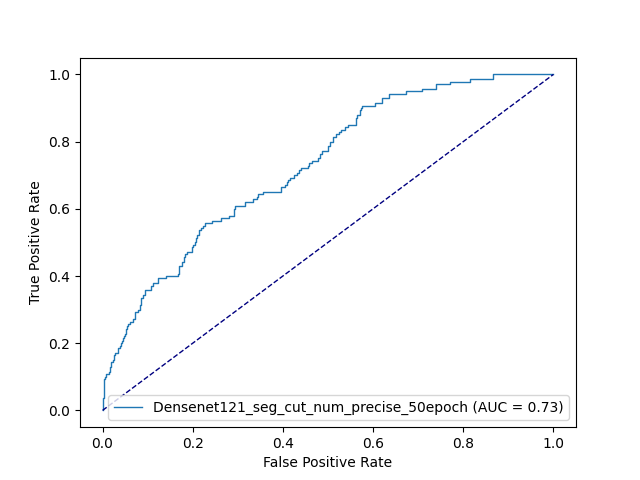 1.0
0.8
0.6
0.4
0.2
0.0
True Positive Rate
Densenet121_seg_cut_num_precise_50epoch (AUC = 0.73)
0.0 0.2 0.4 0.6 0.8 1.0
False Positive Rate